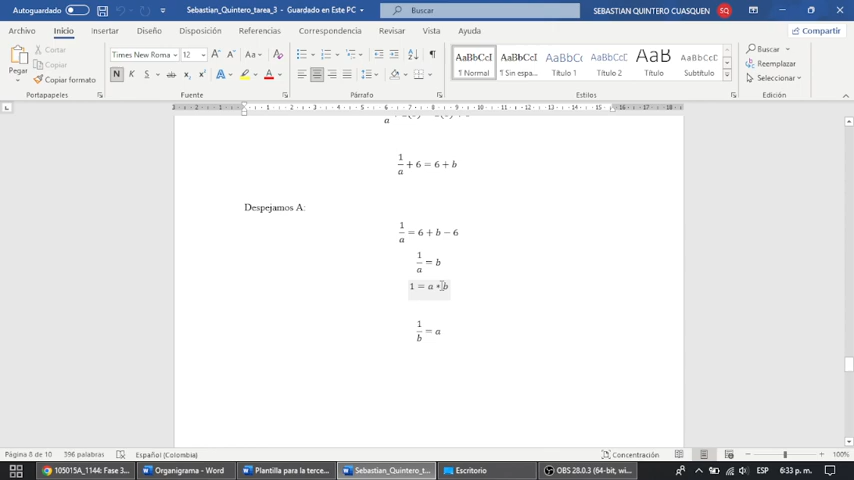 Autoguardado
Sebastian_Quintero_tarea_3 - Guardado en Este PC
Buscar
SEBASTIAN QUINTERO CUASQUEN SQ
Archivo Inicio Insertar Diseño Disposición Referencias Correspondencia Revisar Vista Ayuda
Pegar
Cortar
Copiar
Copiar formato
Portapapeles
Times New Roma 12
N K S
Fuente
Párrafo
AaBbCcI AaBbCcI AaBbCcI AaBbCcI AaB AaBbCcI
¶ Normal ¶ Sin espa... Título 1 Título 2 Título Subtítulo
Estilos
Buscar
Reemplazar
Seleccionar
Edición
1/a + 6 = 6 + b
Despejamos A:
1/a = 6 + b − 6
1/a = b
1 = a * b
1/b = a
Página 8 de 10 396 palabras Español (Colombia) Concentración 100%
105015A_1144: Fase 3... Organigrama - Word Plantilla para la terce... Sebastian_Quintero_t... Escritorio OBS 28.0.3 (64-bit, wi... ESP 6:33 p. m.